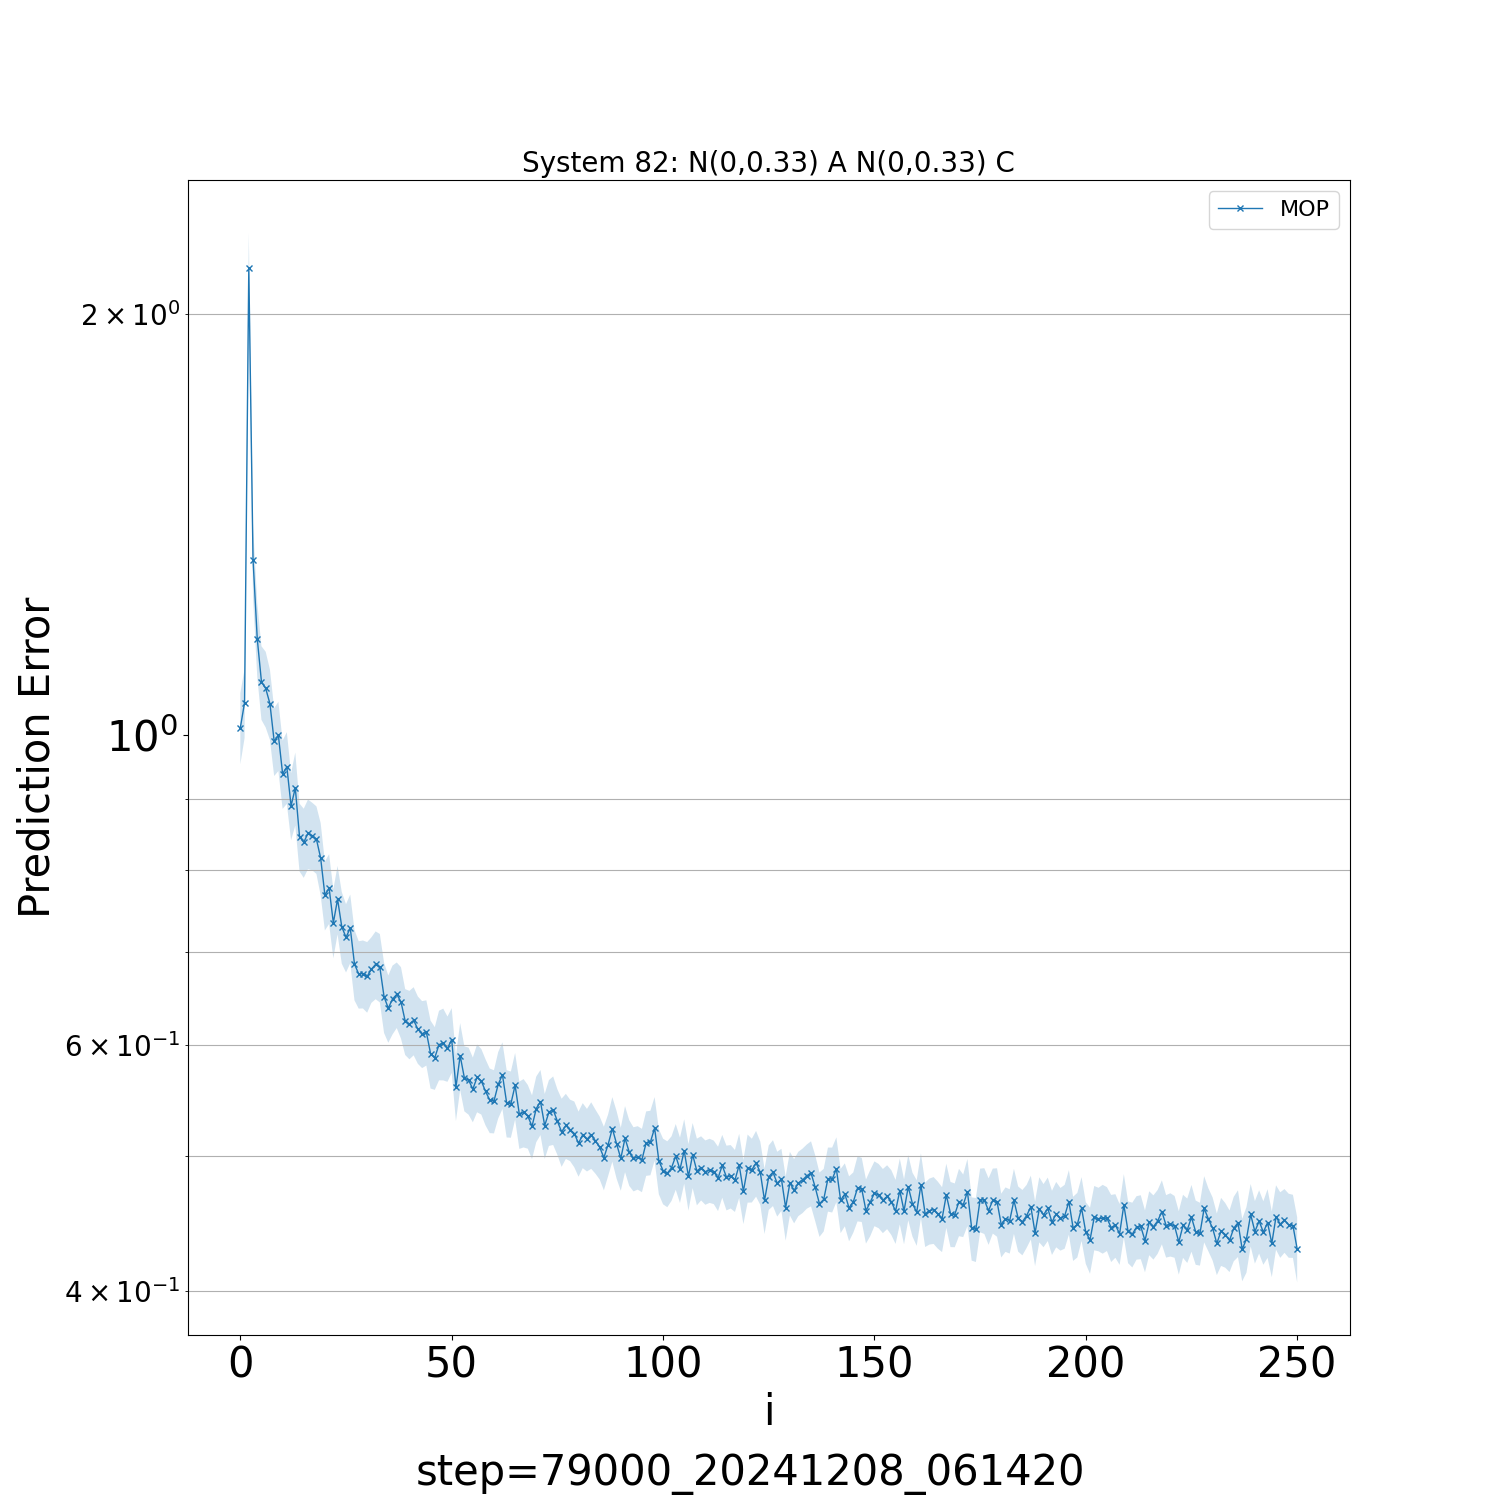 System 82: N(0,0.33) A N(0,0.33) C
MOP
2 × 10⁰
10⁰
6 × 10⁻¹
4 × 10⁻¹
Prediction Error
0 50 100 150 200 250
i
step=79000_20241208_061420